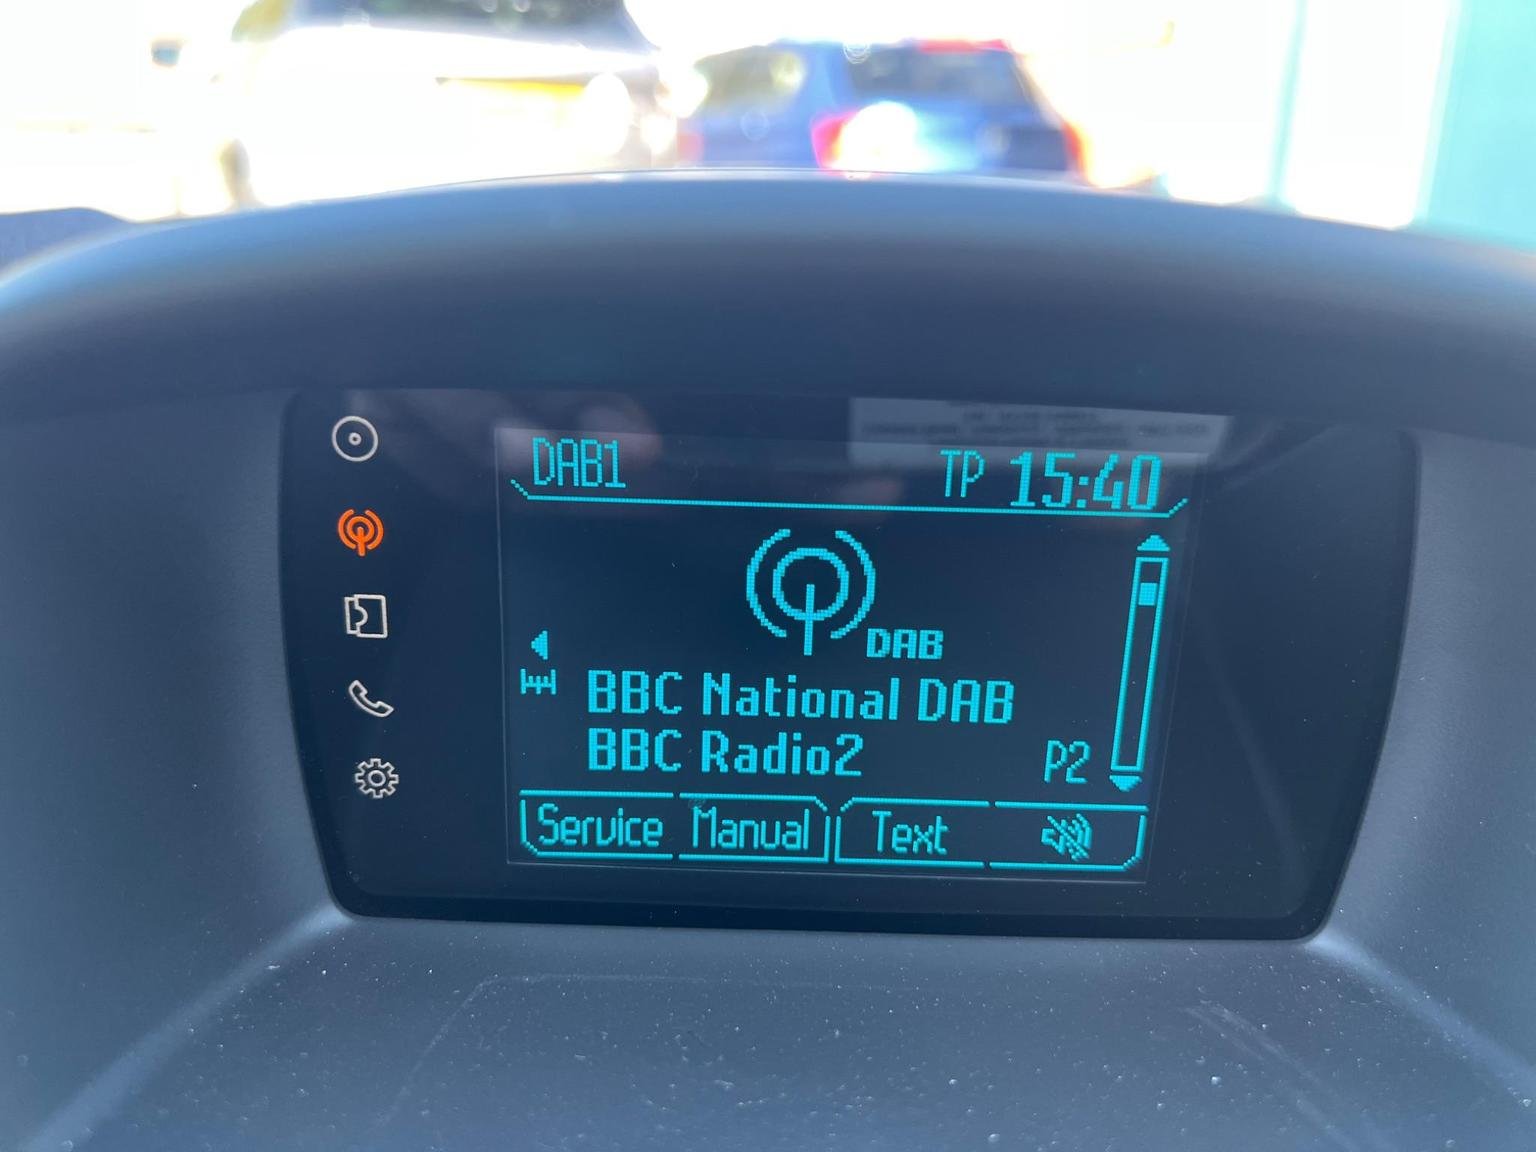 DAB1 TP 15:40
DAB
BBC National DAB
BBC Radio2 P2
Service Manual Text